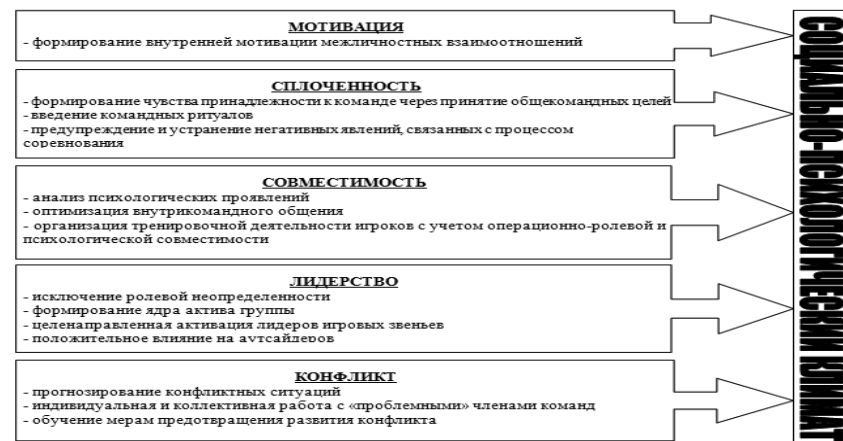 МОТИВАЦИЯ
- формирование внутренней мотивации межличностных взаимоотношений
СПЛОЧЕННОСТЬ
- формирование чувства принадлежности к команде через принятие общекомандных целей
- введение командных ритуалов
- предупреждение и устранение негативных явлений, связанных с процессом
соревнования
СОВМЕСТИМОСТЬ
- анализ психологических проявлений
- оптимизация внутрикомандного общения
- организация тренировочной деятельности игроков с учетом операционно-ролевой и
психологической совместимости
ЛИДЕРСТВО
- исключение ролевой неопределенности
- формирование ядра актива группы
- целенаправленная активация лидеров игровых звеньев
- положительное влияние на аутсайдеров
КОНФЛИКТ
- прогнозирование конфликтных ситуаций
- индивидуальная и коллективная работа с «проблемными» членами команд
- обучение мерам предотвращения развития конфликта
СОЦИАЛЬНО-ПСИХОЛОГИЧЕСКИЙ КЛИМАТ